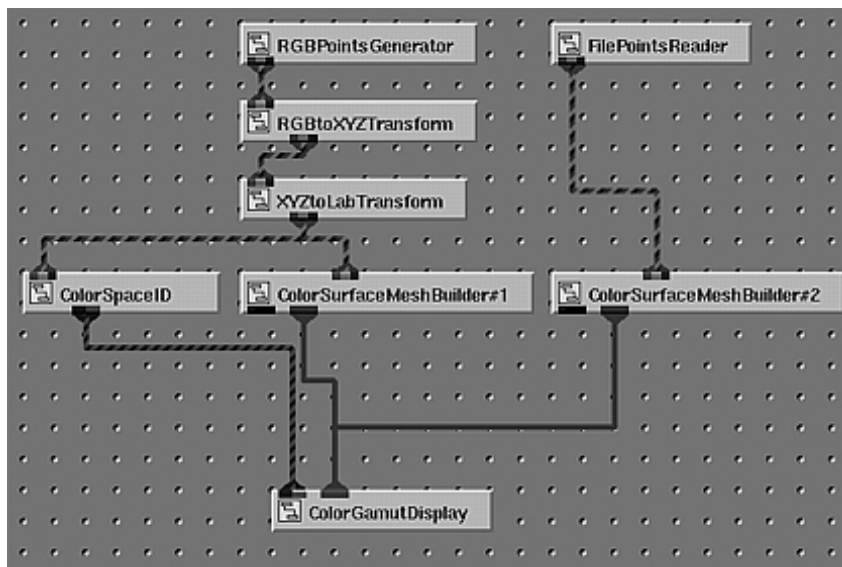 RGBPointsGenerator
FilePointsReader
RGBtoXYZTransform
XYZtoLabTransform
ColorSpaceID
ColorSurfaceMeshBuilder#1
ColorSurfaceMeshBuilder#2
ColorGamutDisplay